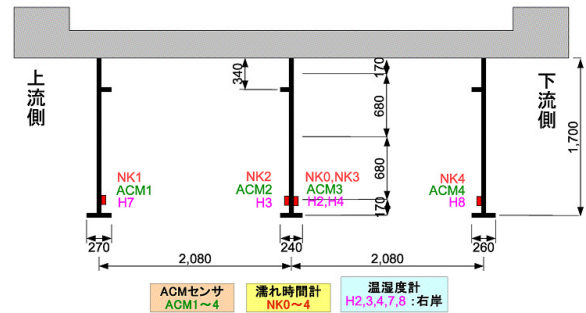 上流側
下流側
340
170
680
680
170
1,700
NK1
ACM1
H7
NK2
ACM2
H3
NK0,NK3
ACM3
H2,H4
NK4
ACM4
H8
270
240
260
2,080
2,080
ACMセンサ
ACM1～4
濡れ時間計
NK0～4
温湿度計
H2,3,4,7,8 :右岸